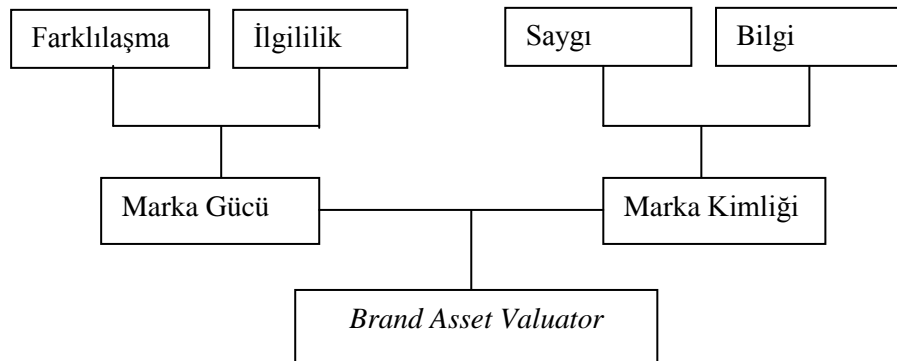 Farklılaşma
İlgililik
Saygı
Bilgi
Marka Gücü
Marka Kimliği
Brand Asset Valuator